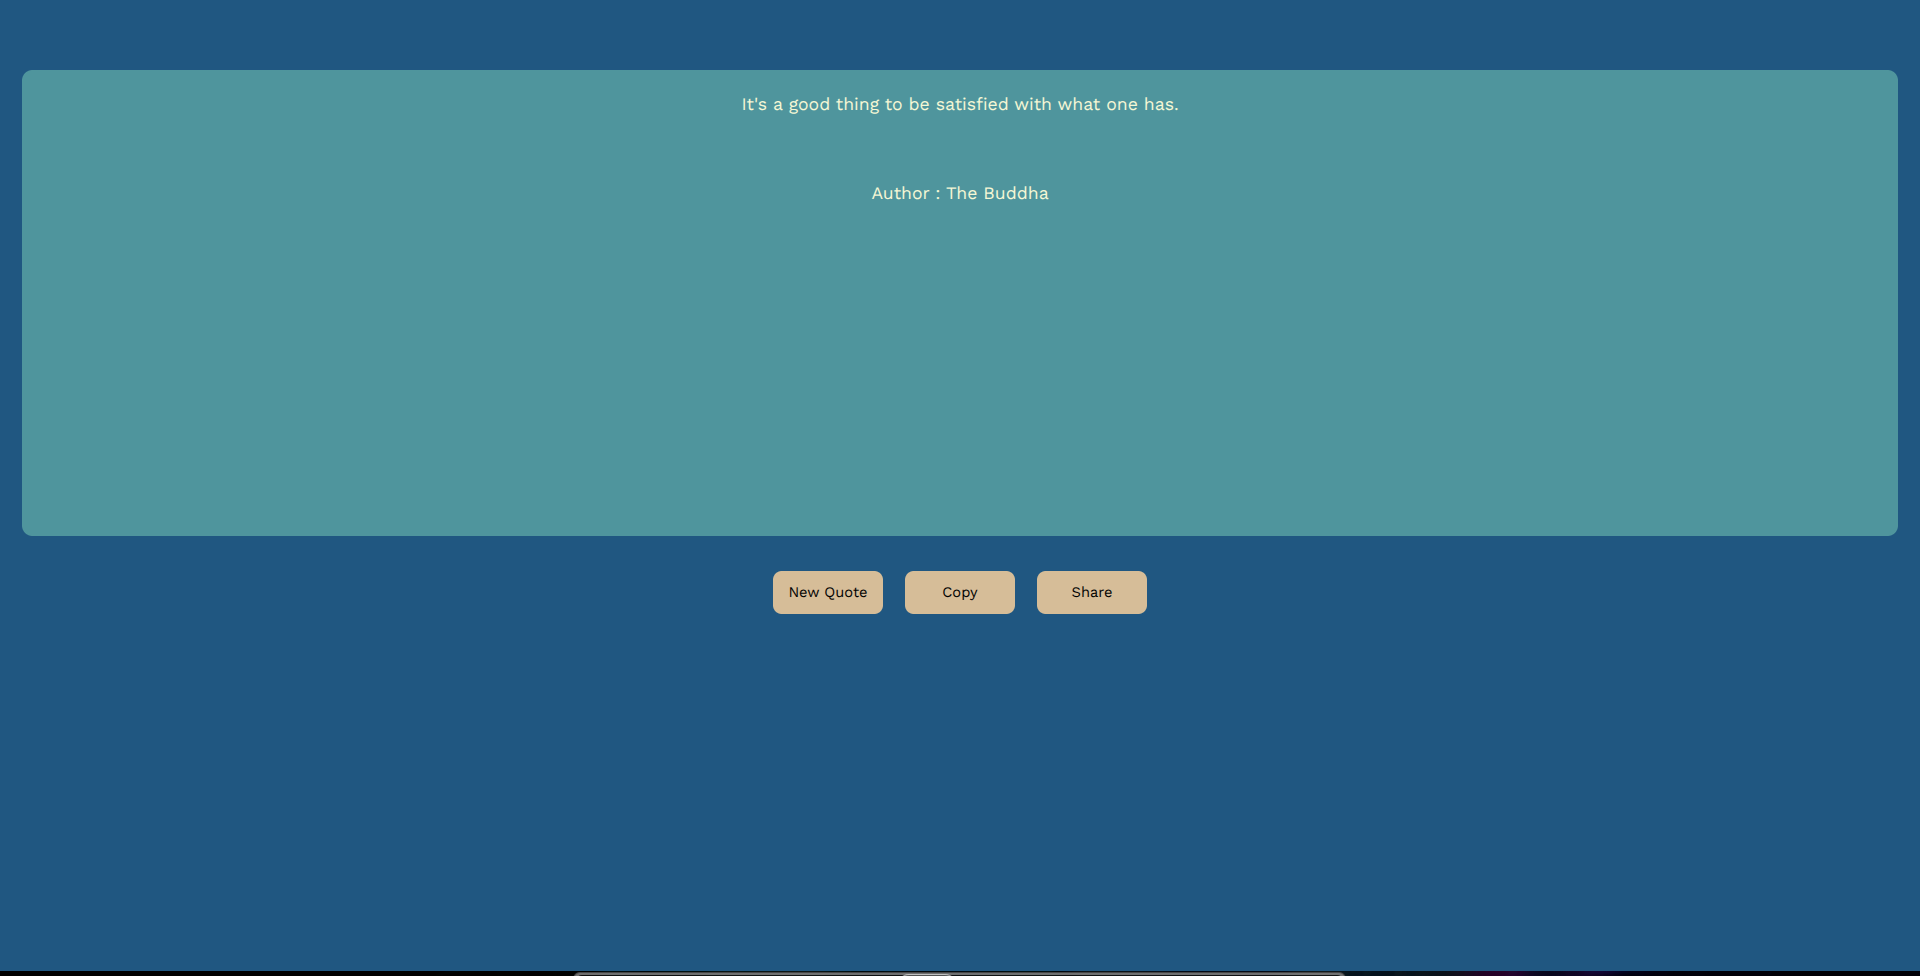 It's a good thing to be satisfied with what one has.
Author : The Buddha
New Quote
Copy
Share